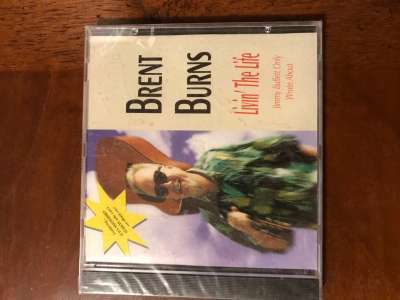 BRENT
BURNS
Livin' The Life
Jimmy Buffett Only
Wrote About